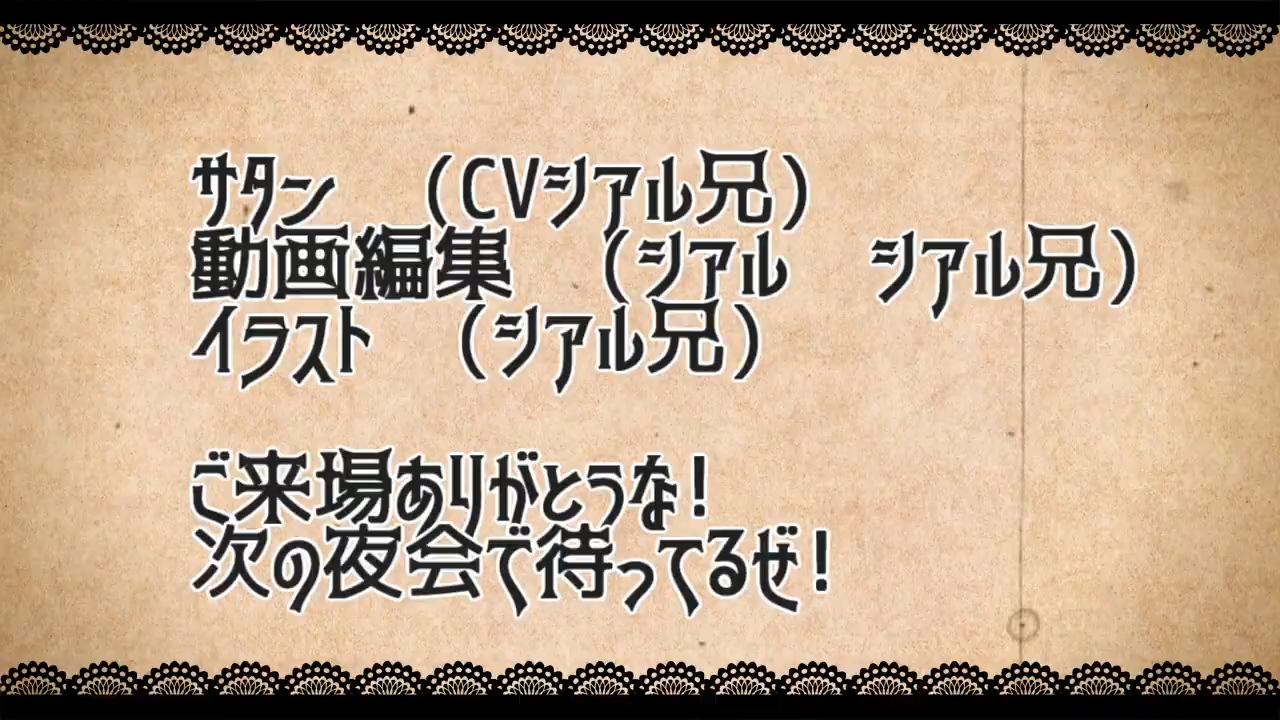 サタン　（CVシアル兄）
動画編集　（シアル　シアル兄）
イラスト　（シアル兄）
ご来場ありがとうな！
次の夜会で待ってるぜ！